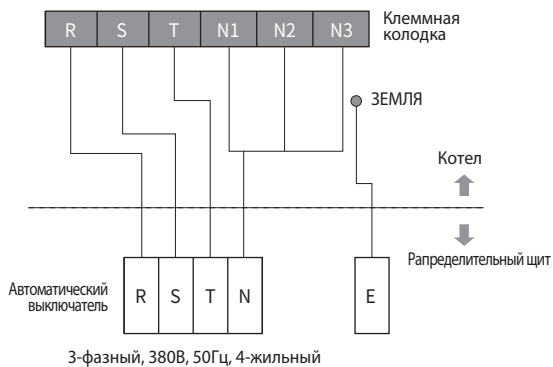 R S T N1 N2 N3
Клеммная
колодка
ЗЕМЛЯ
Котел
Рапределительный щит
Автоматический
выключатель
R S T N
E
3-фазный, 380В, 50Гц, 4-жильный